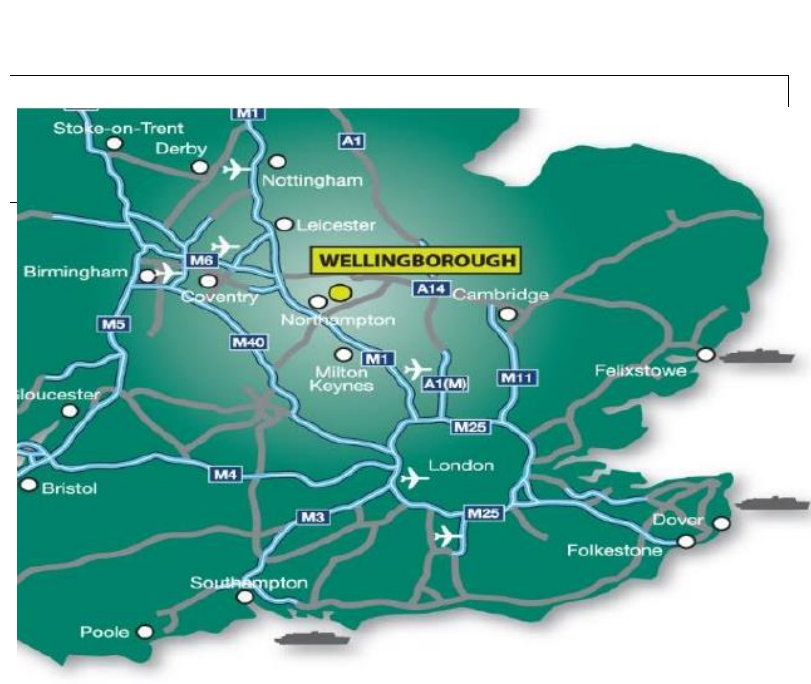 M1
Stoke-on-Trent
A1
Derby
Nottingham
Leicester
WELLINGBOROUGH
M6
Birmingham
Coventry
A14
Cambridge
Northampton
M5
M40
M1
Milton
Keynes
A1(M)
M11
Felixstowe
Gloucester
M25
London
M4
Bristol
M3
M25
Dover
Folkestone
Southampton
Poole